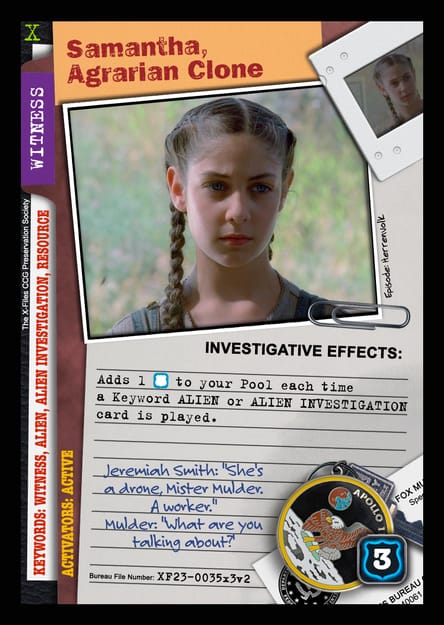 X
Samantha,
Agrarian Clone
WITNESS
The X-Files CCG Preservation Society
KEYWORDS: WITNESS, ALIEN, ALIEN INVESTIGATION, RESOURCE
ACTIVATORS: ACTIVE
Episode: Herrenvolk
INVESTIGATIVE EFFECTS:
Adds 1 to your Pool each time
a Keyword ALIEN or ALIEN INVESTIGATION
card is played.
Jeremiah Smith: "She's
a drone, Mister Mulder.
A worker."
Mulder: "What are you
talking about?"
APOLLO
FOX MU
Spe
3
BUREAU
40061
Bureau File Number: XF23-0035x3v2